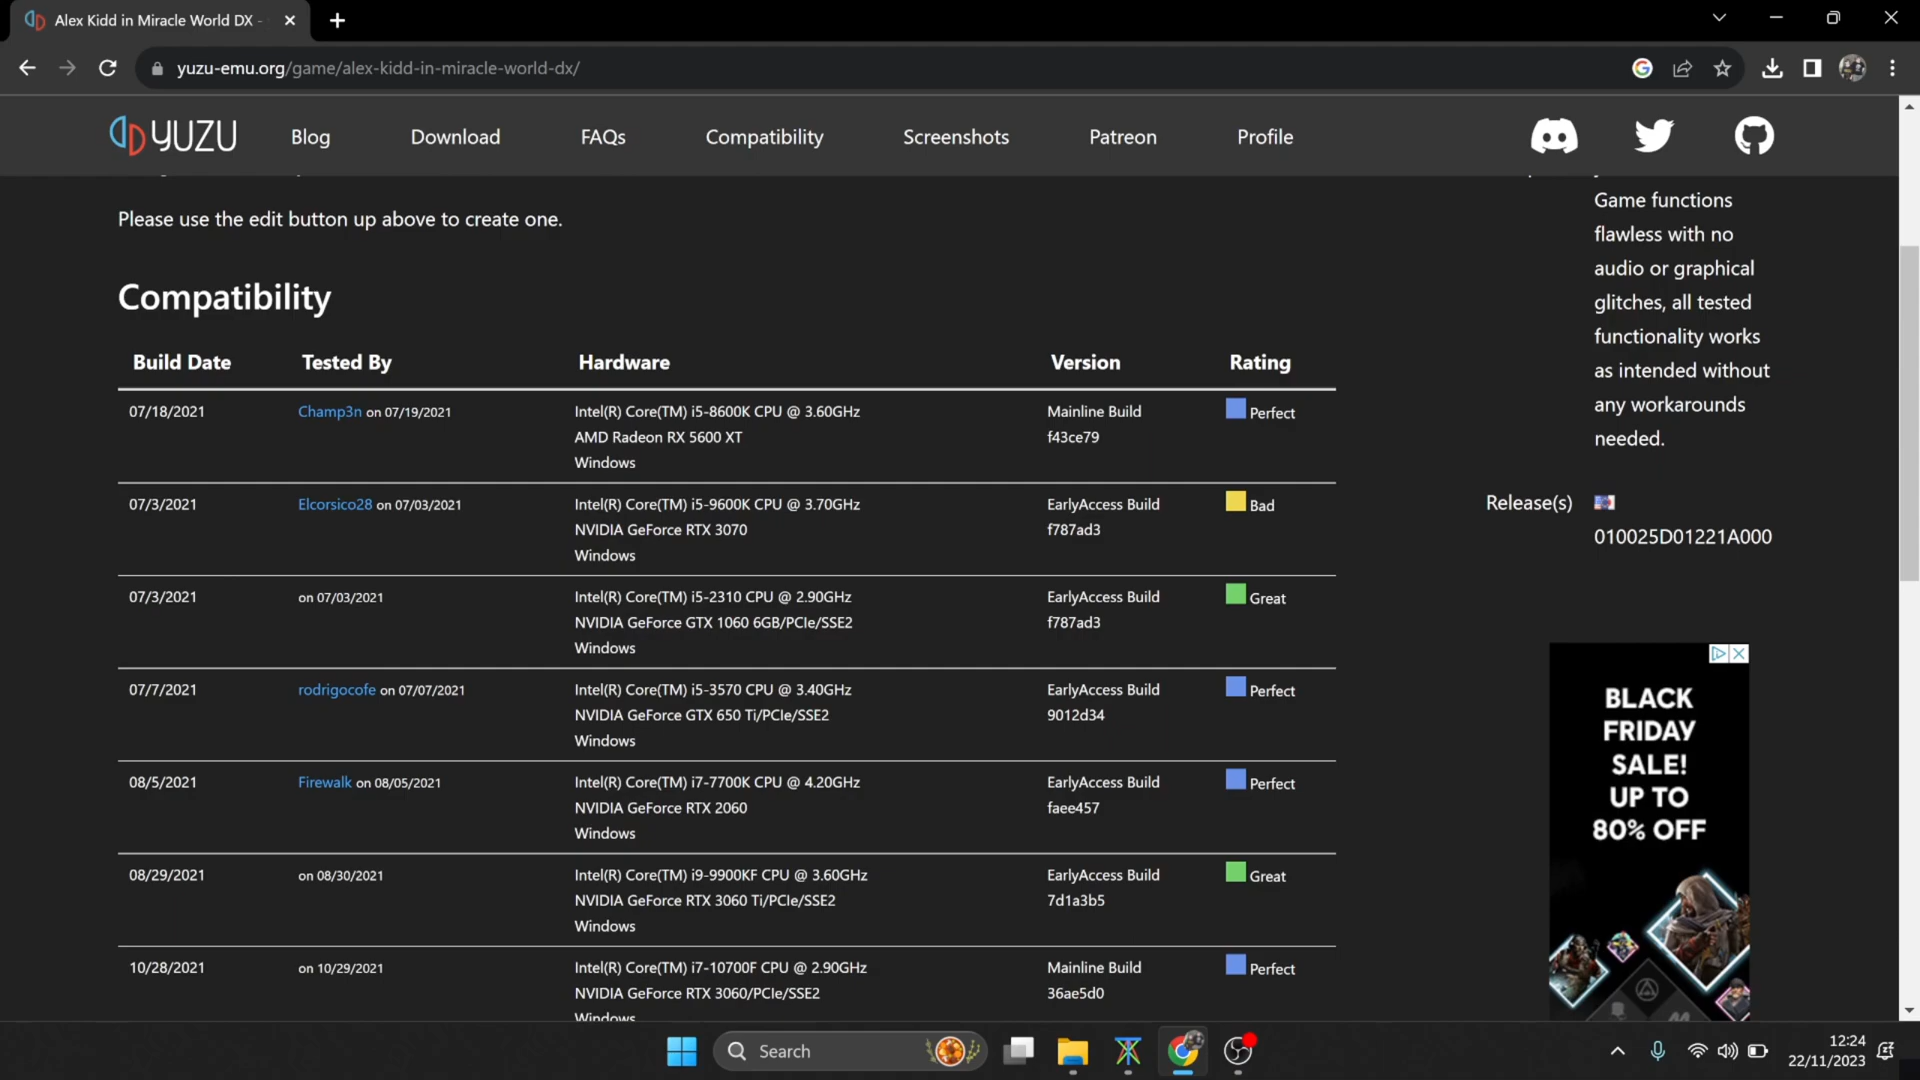 Alex Kidd in Miracle World DX -
yuzu-emu.org/game/alex-kidd-in-miracle-world-dx/
YUZU Blog Download FAQs Compatibility Screenshots Patreon Profile
Please use the edit button up above to create one.
Compatibility
Build Date Tested By Hardware Version Rating
07/18/2021 Champ3n on 07/19/2021 Intel(R) Core(TM) i5-8600K CPU @ 3.60GHz Mainline Build Perfect
AMD Radeon RX 5600 XT f43ce79
Windows
07/3/2021 Elcorsico28 on 07/03/2021 Intel(R) Core(TM) i5-9600K CPU @ 3.70GHz EarlyAccess Build Bad
NVIDIA GeForce RTX 3070 f787ad3
Windows
07/3/2021 on 07/03/2021 Intel(R) Core(TM) i5-2310 CPU @ 2.90GHz EarlyAccess Build Great
NVIDIA GeForce GTX 1060 6GB/PCIe/SSE2 f787ad3
Windows
07/7/2021 rodrigocofe on 07/07/2021 Intel(R) Core(TM) i5-3570 CPU @ 3.40GHz EarlyAccess Build Perfect
NVIDIA GeForce GTX 650 Ti/PCIe/SSE2 9012d34
Windows
08/5/2021 Firewalk on 08/05/2021 Intel(R) Core(TM) i7-7700K CPU @ 4.20GHz EarlyAccess Build Perfect
NVIDIA GeForce RTX 2060 faee457
Windows
08/29/2021 on 08/30/2021 Intel(R) Core(TM) i9-9900KF CPU @ 3.60GHz EarlyAccess Build Great
NVIDIA GeForce RTX 3060 Ti/PCIe/SSE2 7d1a3b5
Windows
10/28/2021 on 10/29/2021 Intel(R) Core(TM) i7-10700F CPU @ 2.90GHz Mainline Build Perfect
NVIDIA GeForce RTX 3060/PCIe/SSE2 36ae5d0
Windows
Game functions
flawless with no
audio or graphical
glitches, all tested
functionality works
as intended without
any workarounds
needed.
Release(s)
010025D01221A000
BLACK
FRIDAY
SALE!
UP TO
80% OFF
Search
12:24
22/11/2023